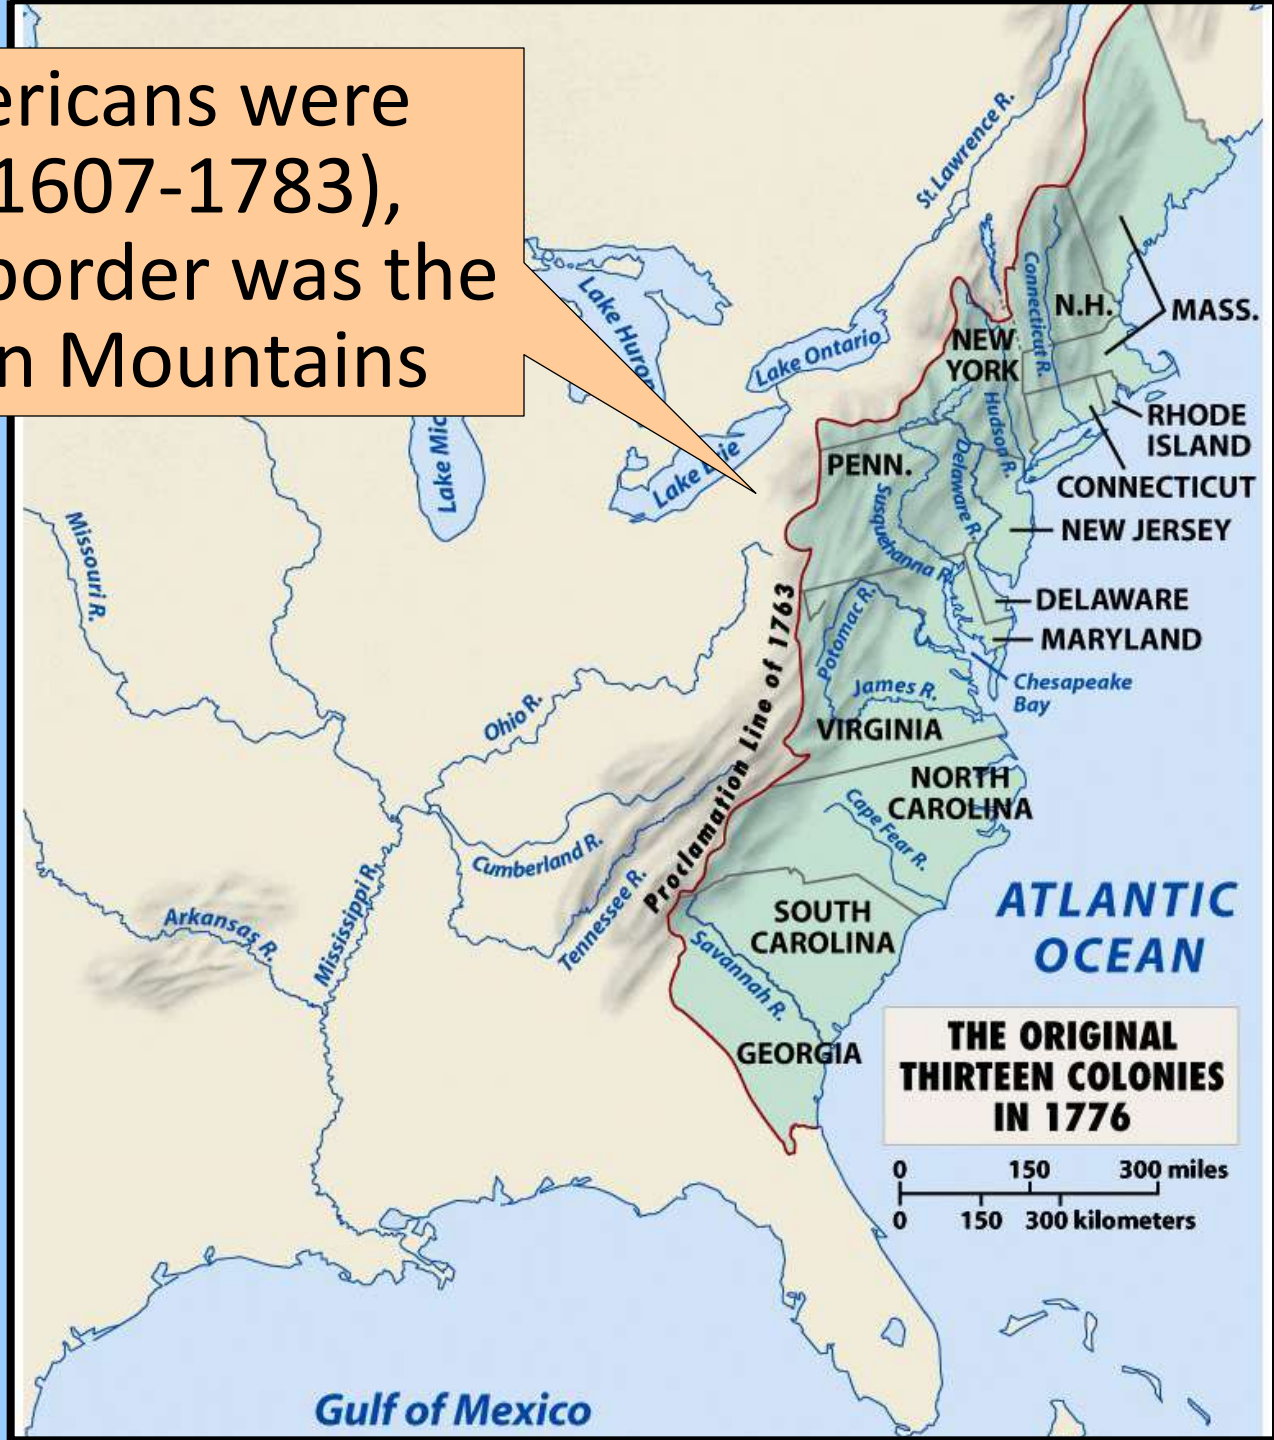 ericans were
1607-1783),
border was the
n Mountains
St. Lawrence R.
Lake Huron
Lake Ontario
Connecticut R.
N.H.
MASS.
NEW
YORK
Hudson R.
RHODE
ISLAND
Lake Mic
Lake Erie
PENN.
Delaware R.
Susquehanna R.
CONNECTICUT
NEW JERSEY
Missouri R.
Proclamation Line of 1763
Potomac R.
DELAWARE
MARYLAND
Chesapeake
Bay
James R.
Ohio R.
VIRGINIA
NORTH
CAROLINA
Cape Fear R.
Cumberland R.
Tennessee R.
Mississippi R.
Arkansas R.
SOUTH
CAROLINA
Savannah R.
ATLANTIC
OCEAN
GEORGIA
THE ORIGINAL
THIRTEEN COLONIES
IN 1776
0 150 300 miles
0 150 300 kilometers
Gulf of Mexico